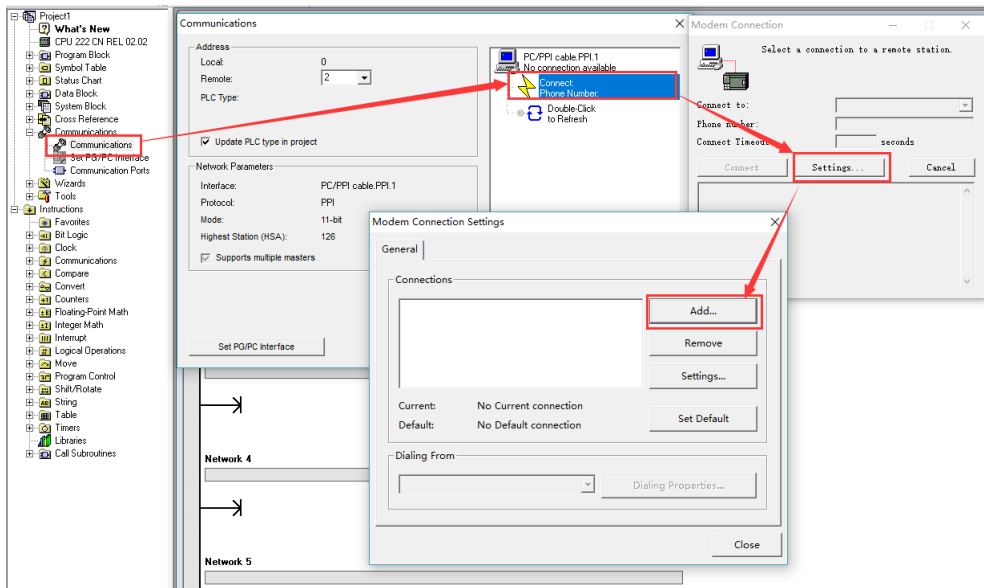 Project1
What's New
CPU 222 CN REL 02.02
Program Block
Symbol Table
Status Chart
Data Block
System Block
Cross Reference
Communications
Communications
Set PG/PC Interface
Communication Ports
Wizards
Tools
Instructions
Favorites
Bit Logic
Clock
Communications
Compare
Convert
Counters
Floating-Point Math
Integer Math
Interrupt
Logical Operations
Move
Program Control
Shift/Rotate
String
Table
Timers
Libraries
Call Subroutines
Communications
Address
Local: 0
Remote: 2
PLC Type:
Update PLC type in project
Network Parameters
Interface: PC/PPI cable.PPI.1
Protocol: PPI
Mode: 11-bit
Highest Station (HSA): 126
Supports multiple masters
Set PG/PC Interface
PC/PPI cable.PPI.1
No connection available
Connect:
Phone Number:
Double-Click
to Refresh
Modem Connection
Select a connection to a remote station.
Connect to:
Phone number:
Connect Timeout seconds
Connect Settings... Cancel
Modem Connection Settings
General
Connections
Add...
Remove
Settings...
Set Default
Current: No Current connection
Default: No Default connection
Dialing From
Dialing Properties...
Close
Network 4
Network 5